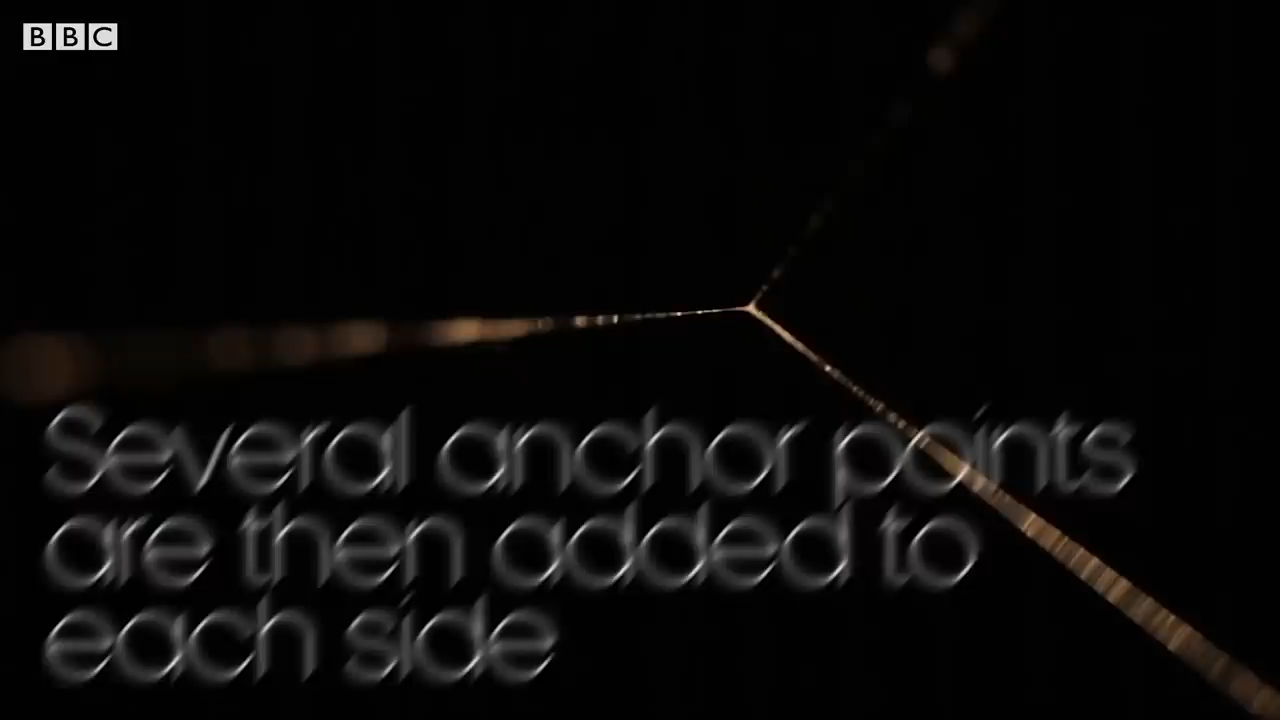 BBC
Several anchor points
are then added to
each side